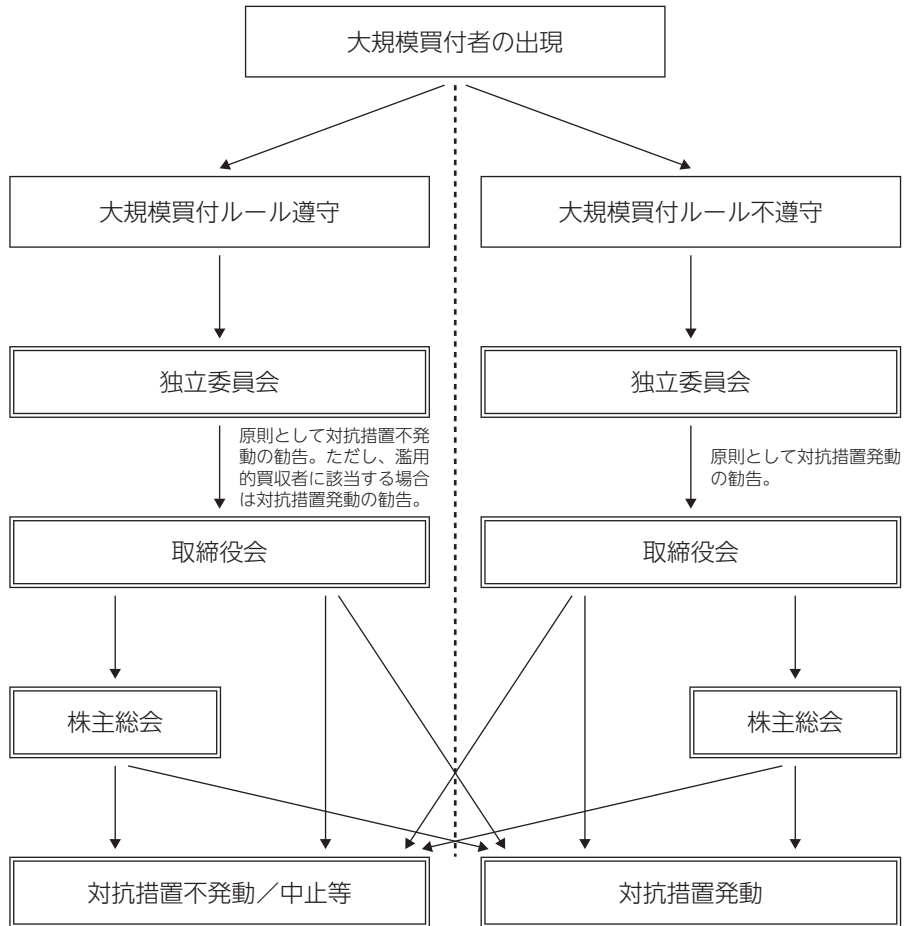 大規模買付者の出現
大規模買付ルール遵守
大規模買付ルール不遵守
独立委員会
独立委員会
原則として対抗措置不発
動の勧告。ただし、濫用
的買収者に該当する場合
は対抗措置発動の勧告。
原則として対抗措置発動
の勧告。
取締役会
取締役会
株主総会
株主総会
対抗措置不発動／中止等
対抗措置発動